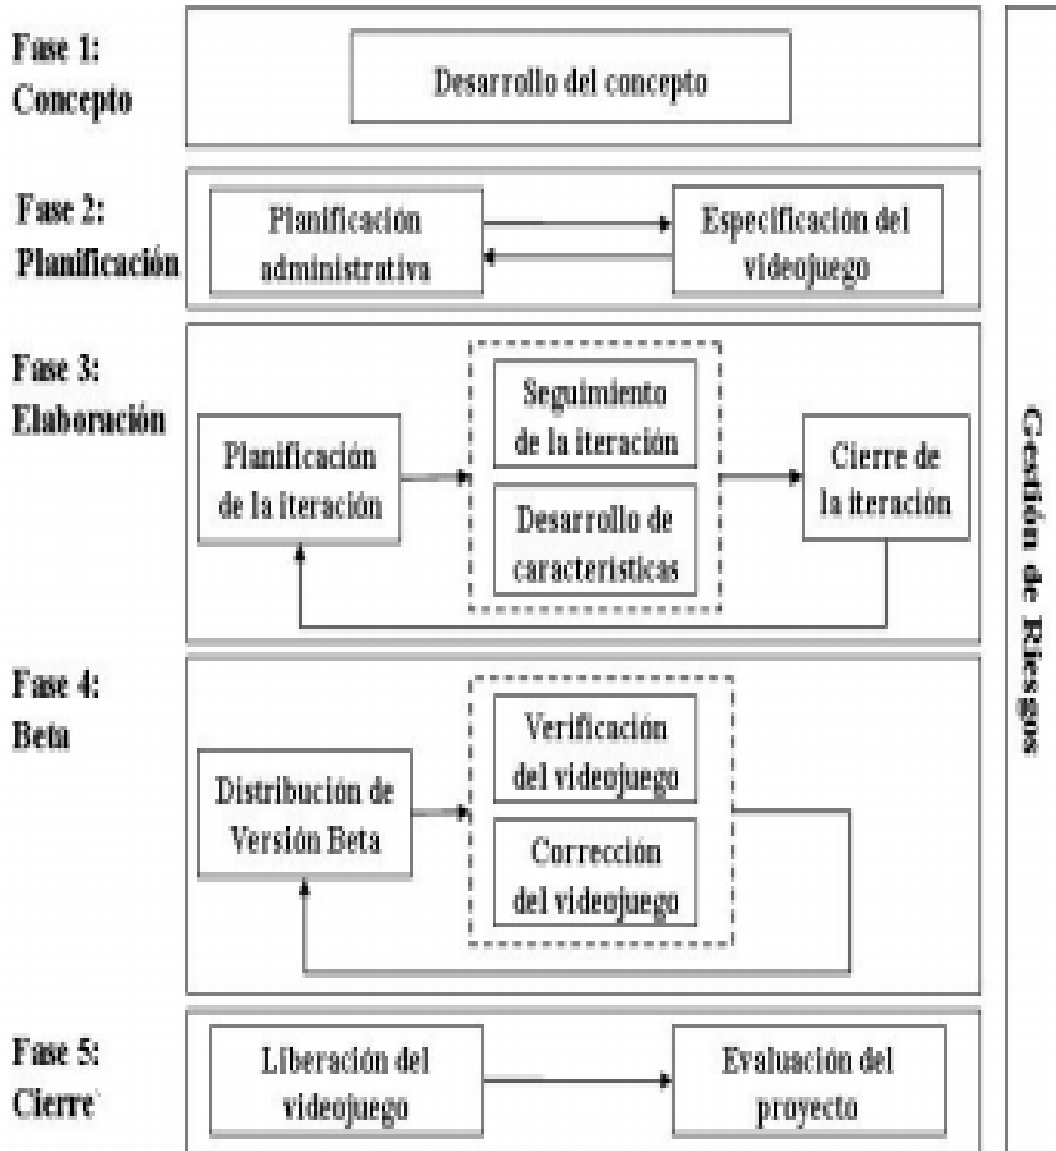 Fase 1:
Concepto
Desarrollo del concepto
Fase 2:
Planificación
Planificación
administrativa
Especificación del
videojuego
Fase 3:
Elaboración
Planificación
de la iteración
Seguimiento
de la iteración
Desarrollo de
características
Cierre de
la iteración
Fase 4:
Beta
Distribución de
Versión Beta
Verificación
del videojuego
Corrección
del videojuego
Fase 5:
Cierre
Liberación del
videojuego
Evaluación del
proyecto
Gestión de Riesgos